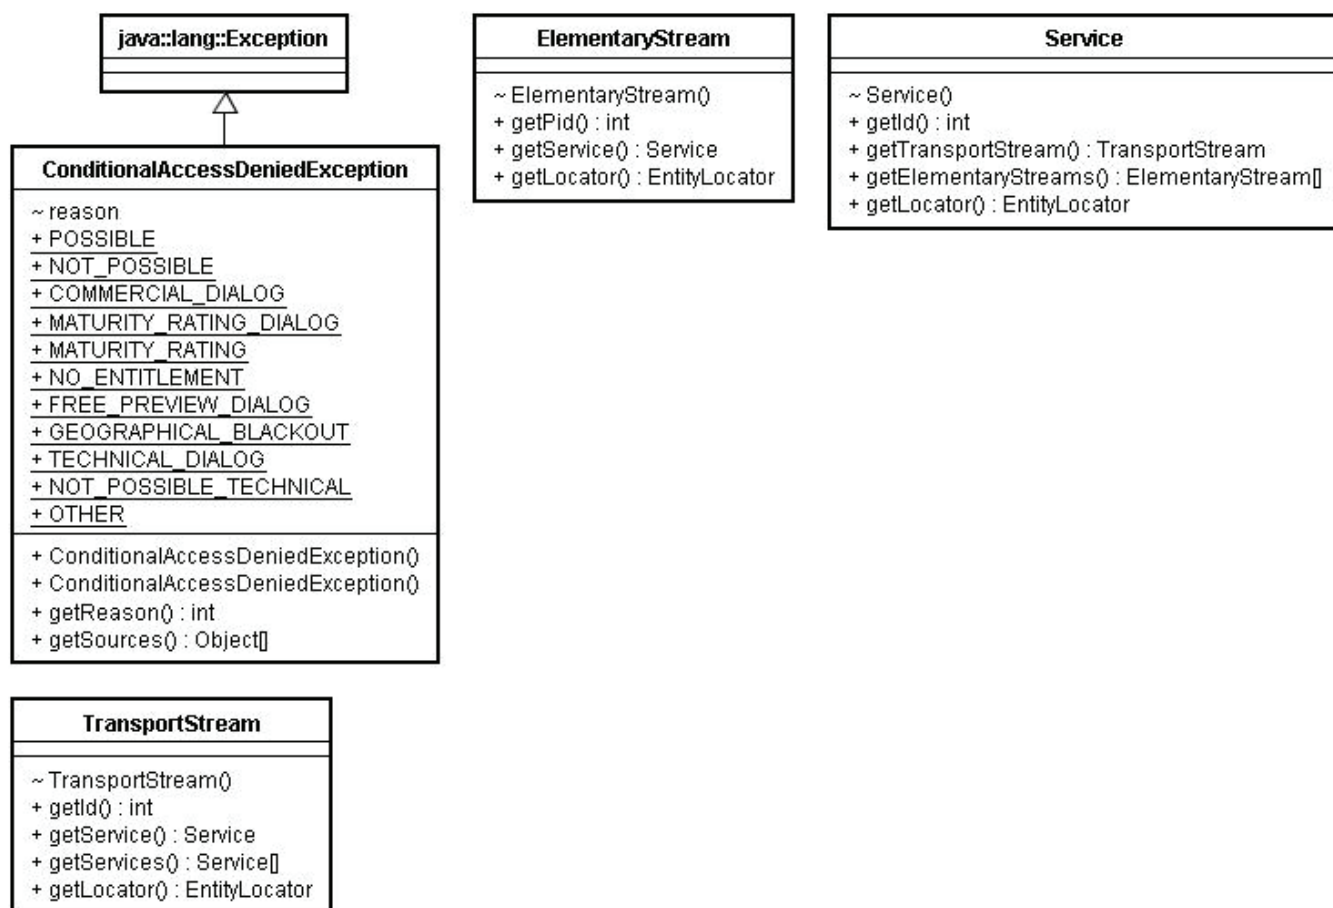 java::lang::Exception
ConditionalAccessDeniedException
~ reason
+ POSSIBLE
+ NOT_POSSIBLE
+ COMMERCIAL_DIALOG
+ MATURITY_RATING_DIALOG
+ MATURITY_RATING
+ NO_ENTITLEMENT
+ FREE_PREVIEW_DIALOG
+ GEOGRAPHICAL_BLACKOUT
+ TECHNICAL_DIALOG
+ NOT_POSSIBLE_TECHNICAL
+ OTHER
+ ConditionalAccessDeniedException()
+ ConditionalAccessDeniedException()
+ getReason() : int
+ getSources() : Object[]
ElementaryStream
~ ElementaryStream()
+ getPid() : int
+ getService() : Service
+ getLocator() : EntityLocator
Service
~ Service()
+ getId() : int
+ getTransportStream() : TransportStream
+ getElementaryStreams() : ElementaryStream[]
+ getLocator() : EntityLocator
TransportStream
~ TransportStream()
+ getId() : int
+ getService() : Service
+ getServices() : Service[]
+ getLocator() : EntityLocator